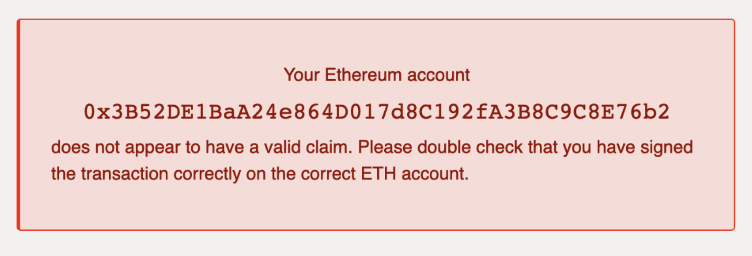 Your Ethereum account
0x3B52DE1BaA24e864D017d8C192fA3B8C9C8E76b2
does not appear to have a valid claim. Please double check that you have signed
the transaction correctly on the correct ETH account.